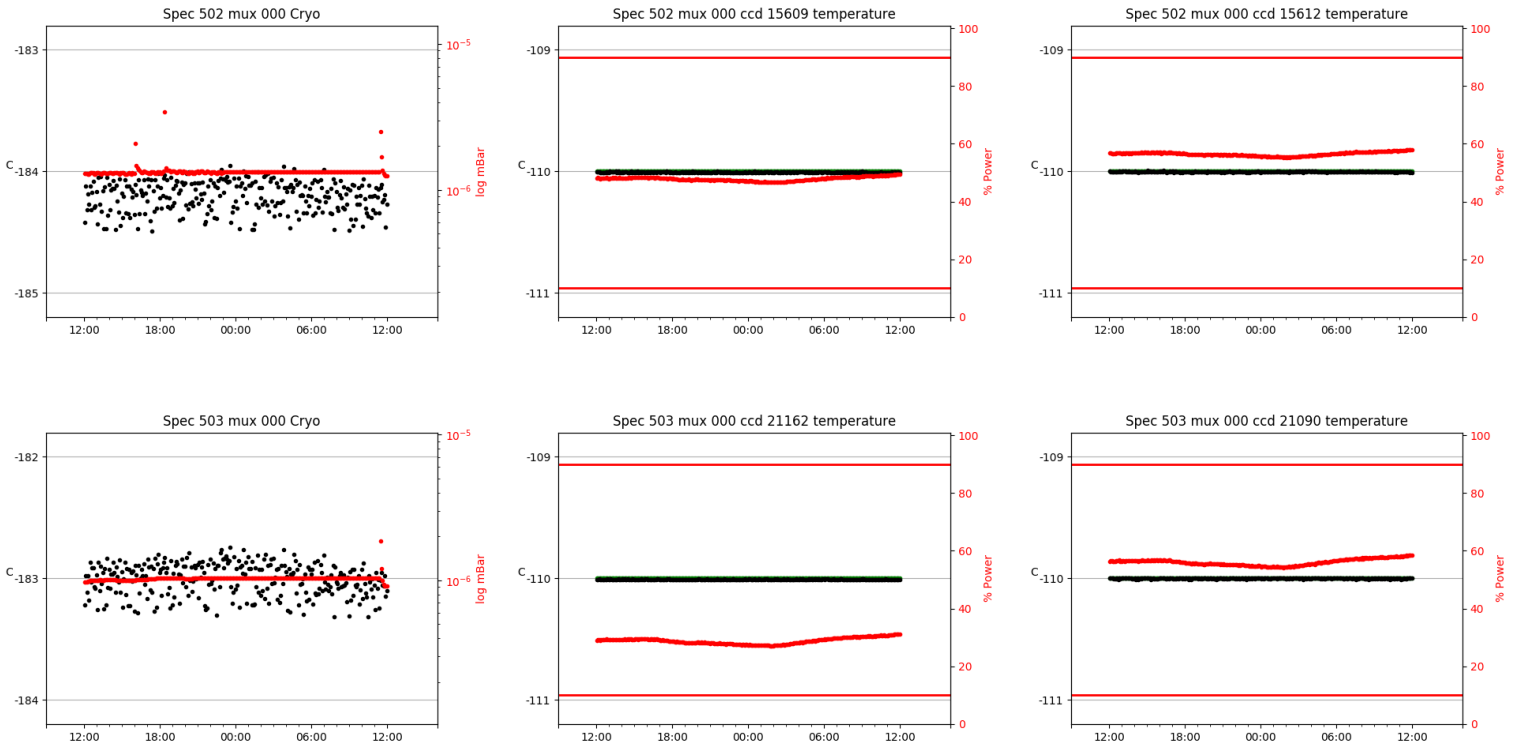 Spec 502 mux 000 Cryo
-183
-184
-185
C
10⁻⁵
10⁻⁶
log mBar
12:00 18:00 00:00 06:00 12:00
Spec 502 mux 000 ccd 15609 temperature
-109
-110
-111
C
100
80
60
40
20
0
% Power
12:00 18:00 00:00 06:00 12:00
Spec 502 mux 000 ccd 15612 temperature
-109
-110
-111
C
100
80
60
40
20
0
% Power
12:00 18:00 00:00 06:00 12:00
Spec 503 mux 000 Cryo
-182
-183
-184
C
10⁻⁵
10⁻⁶
log mBar
12:00 18:00 00:00 06:00 12:00
Spec 503 mux 000 ccd 21162 temperature
-109
-110
-111
C
100
80
60
40
20
0
% Power
12:00 18:00 00:00 06:00 12:00
Spec 503 mux 000 ccd 21090 temperature
-109
-110
-111
C
100
80
60
40
20
0
% Power
12:00 18:00 00:00 06:00 12:00